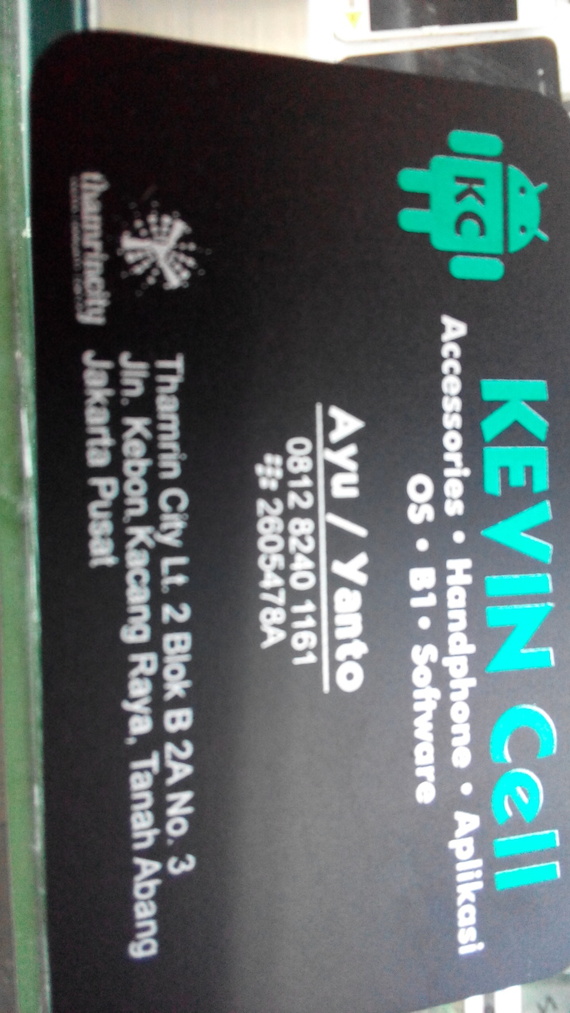 KC
KEVIN Cell
Accessories • Handphone • Aplikasi
OS • B1 • Software
Ayu / Yanto
0812 8240 1161
: 2605478A
thamrincity
Thamrin City Lt. 2 Blok B 2A No. 3
Jln. Kebon Kacang Raya, Tanah Abang
Jakarta Pusat